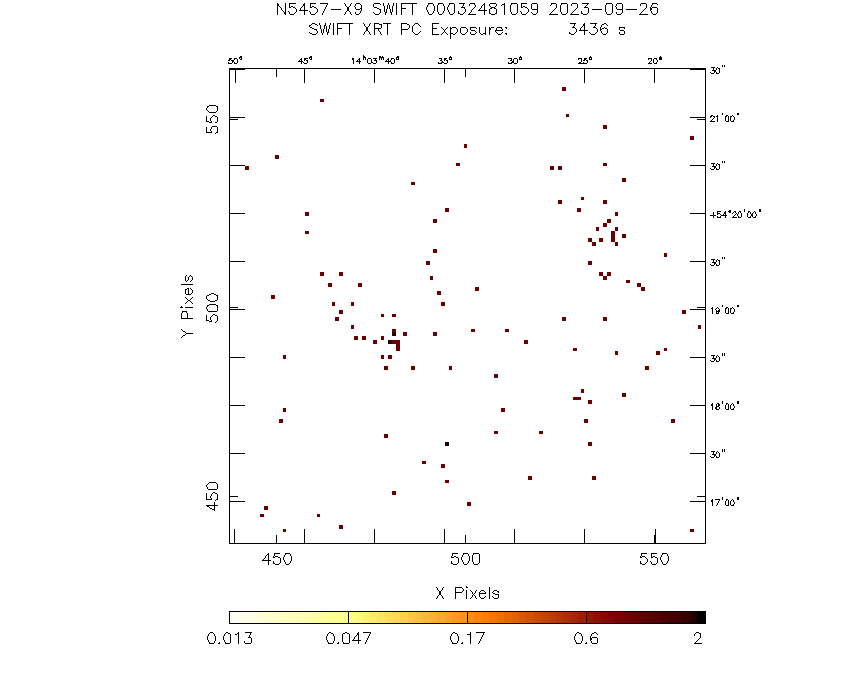 N5457-X9 SWIFT 00032481059 2023-09-26
SWIFT XRT PC Exposure: 3436 s
50ˢ 45ˢ 14ʰ03ᵐ40ˢ 35ˢ 30ˢ 25ˢ 20ˢ
30"
550
21'00"
30"
+54°20'00"
30"
Y Pixels
500
19'00"
30"
18'00"
30"
450
17'00"
450 500 550
X Pixels
0.013 0.047 0.17 0.6 2